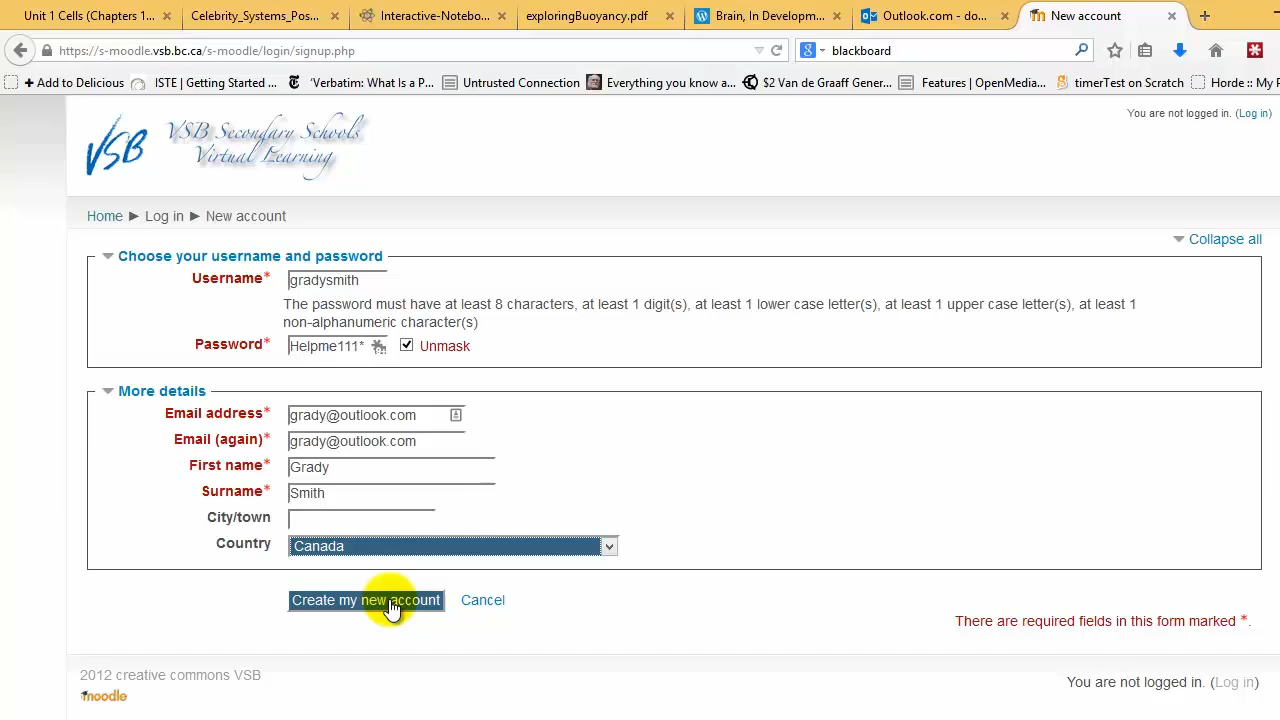 Unit 1 Cells (Chapters 1... × Celebrity_Systems_Pos... × Interactive-Notebo... × exploringBuoyancy.pdf × Brain, In Developm... × Outlook.com - do... × New account ×
https://s-moodle.vsb.bc.ca/s-moodle/login/signup.php blackboard
+ Add to Delicious ISTE | Getting Started ... 'Verbatim: What Is a P... Untrusted Connection Everything you know a... $2 Van de Graaff Gener... Features | OpenMedia... timerTest on Scratch Horde :: My P
You are not logged in. (Log in)
VSB VSB Secondary Schools
Virtual Learning
Home ► Log in ► New account
Collapse all
Choose your username and password
Username* gradysmith
The password must have at least 8 characters, at least 1 digit(s), at least 1 lower case letter(s), at least 1 upper case letter(s), at least 1
non-alphanumeric character(s)
Password* Helpme111* Unmask
More details
Email address* grady@outlook.com
Email (again)* grady@outlook.com
First name* Grady
Surname* Smith
City/town
Country Canada
Create my new account Cancel
There are required fields in this form marked *.
2012 creative commons VSB
You are not logged in. (Log in)
moodle